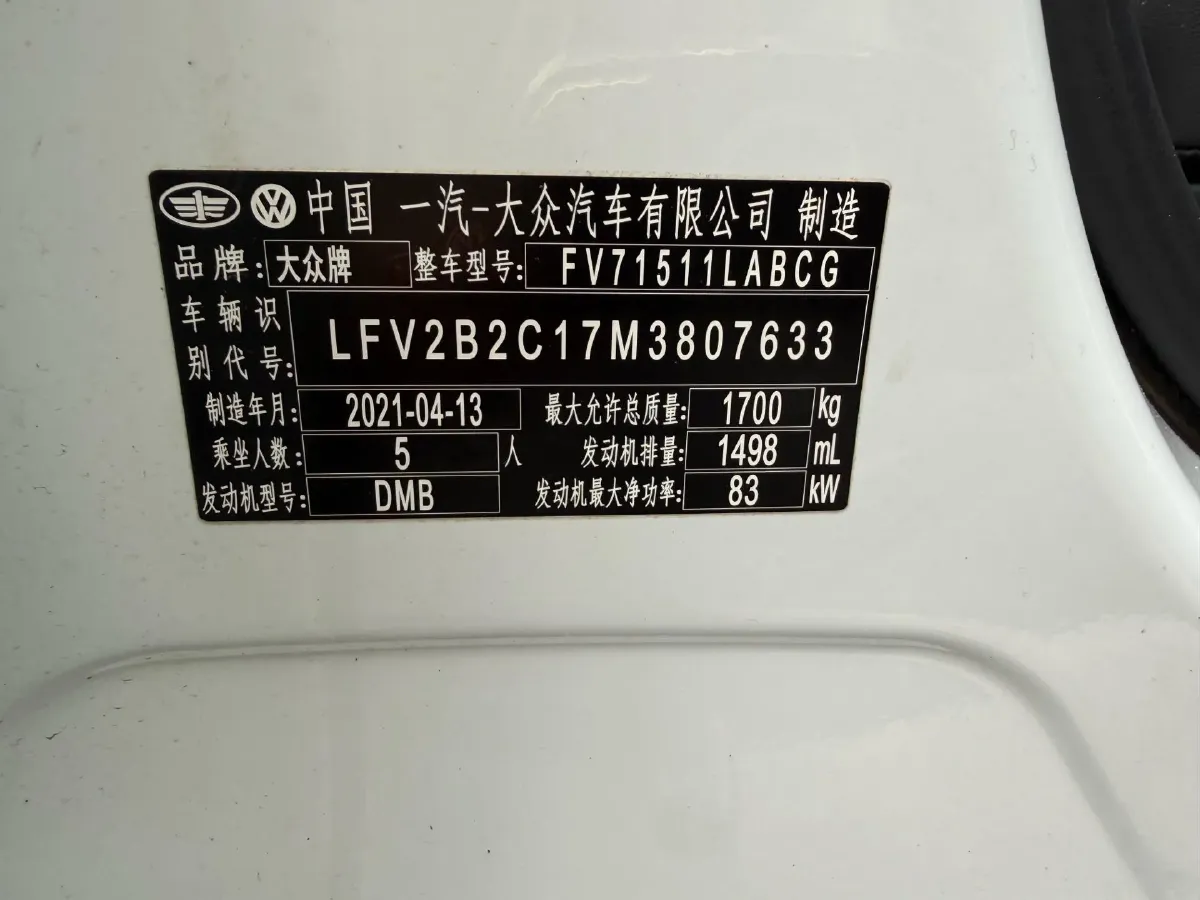 中国 一汽-大众汽车有限公司 制造
品牌: 大众牌 整车型号: FV71511LABCG
车辆识
别代号: LFV2B2C17M3807633
制造年月: 2021-04-13 最大允许总质量: 1700 kg
乘坐人数: 5 人 发动机排量: 1498 mL
发动机型号: DMB 发动机最大净功率: 83 kW